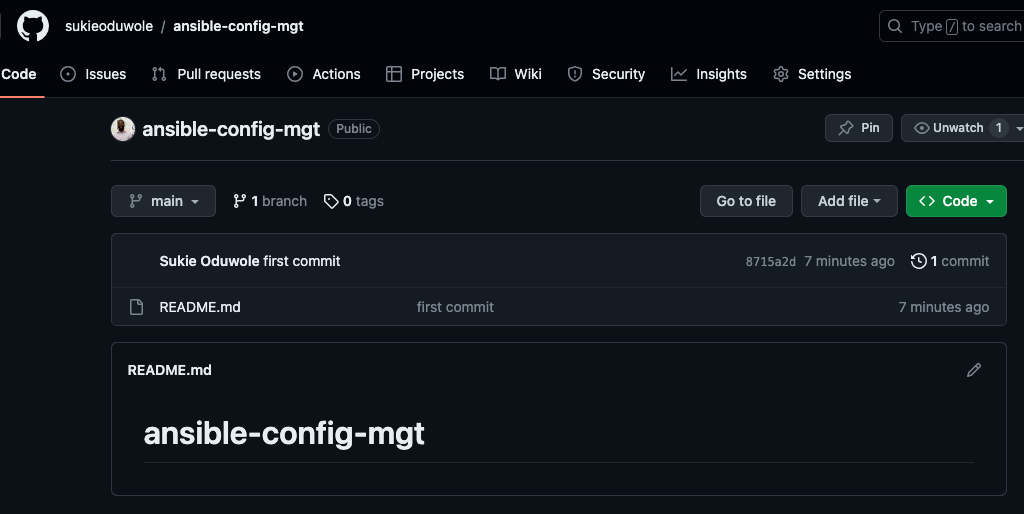 sukieoduwole / ansible-config-mgt
Type / to search
Code Issues Pull requests Actions Projects Wiki Security Insights Settings
ansible-config-mgt Public Pin Unwatch 1
main 1 branch 0 tags Go to file Add file <> Code
Sukie Oduwole first commit 8715a2d 7 minutes ago 1 commit
README.md first commit 7 minutes ago
README.md
ansible-config-mgt